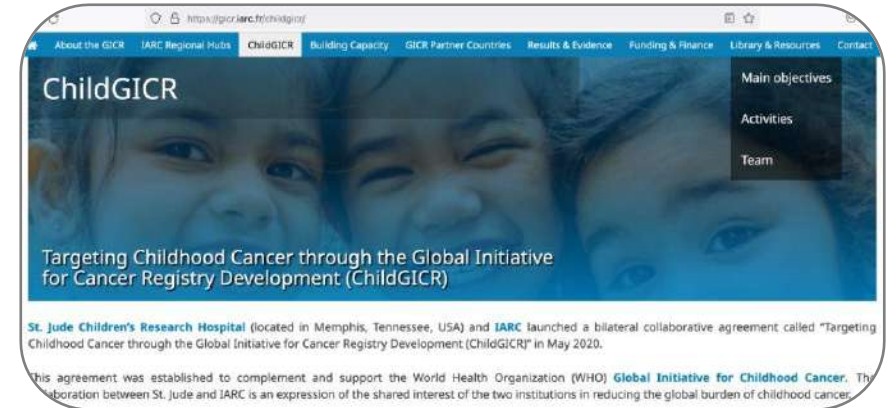 https://gicr.iarc.fr/childgicr/
About the GICR IARC Regional Hubs ChildGICR Building Capacity GICR Partner Countries Results & Evidence Funding & Finance Library & Resources Contact
ChildGICR
Main objectives
Activities
Team
Targeting Childhood Cancer through the Global Initiative
for Cancer Registry Development (ChildGICR)
St. Jude Children's Research Hospital (located in Memphis, Tennessee, USA) and IARC launched a bilateral collaborative agreement called "Targeting
Childhood Cancer through the Global Initiative for Cancer Registry Development (ChildGICR)" in May 2020.
This agreement was established to complement and support the World Health Organization (WHO) Global Initiative for Childhood Cancer. The
collaboration between St. Jude and IARC is an expression of the shared interest of the two institutions in reducing the global burden of childhood cancer.